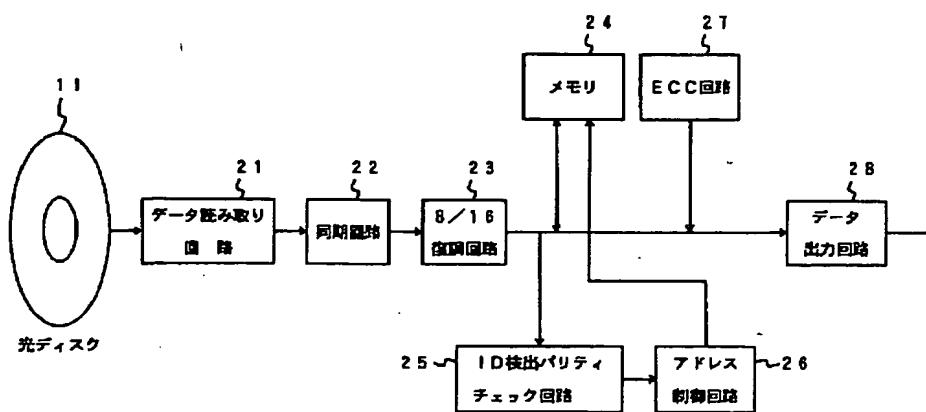 11
光ディスク
21
データ読み取り
回 路
22
同期回路
23
8/16
復調回路
24
メモリ
27
ECC回路
28
データ
出力回路
25
ID検出パリティ
チェック回路
アドレス
制御回路
26